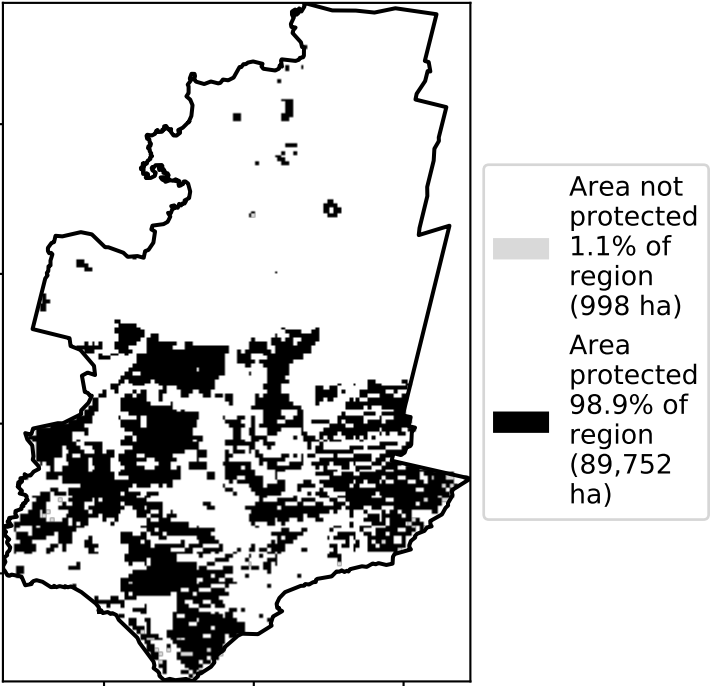 Area not
protected
1.1% of
region
(998 ha)
Area
protected
98.9% of
region
(89,752
ha)